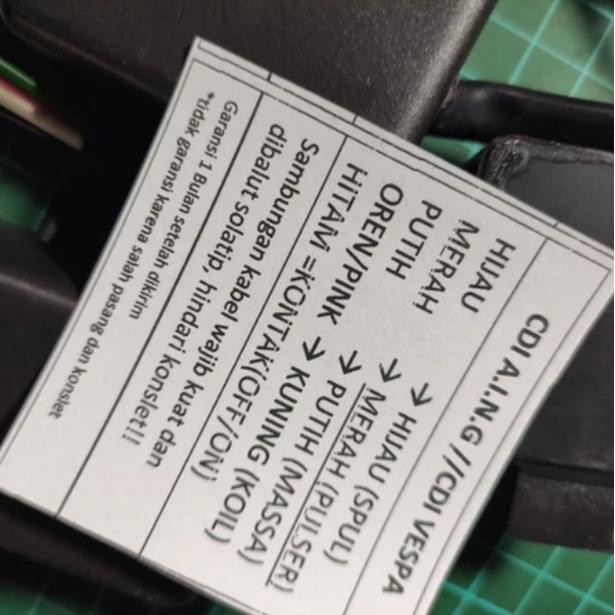 CDI A.I.N.G //CDI VESPA
HIJAU → HIJAU (SPUL)
MERAH → MERAH (PULSER)
PUTIH → PUTIH (MASSA)
OREN/PINK → KUNING (KOIL)
HITAM =KONTAK(OFF/ON)
Sambungan kabel wajib kuat dan
dibalut solatip, hindari konslet!!
Garansi 1 Bulan setelah dikirim
*tidak garansi karena salah pasang dan konslet